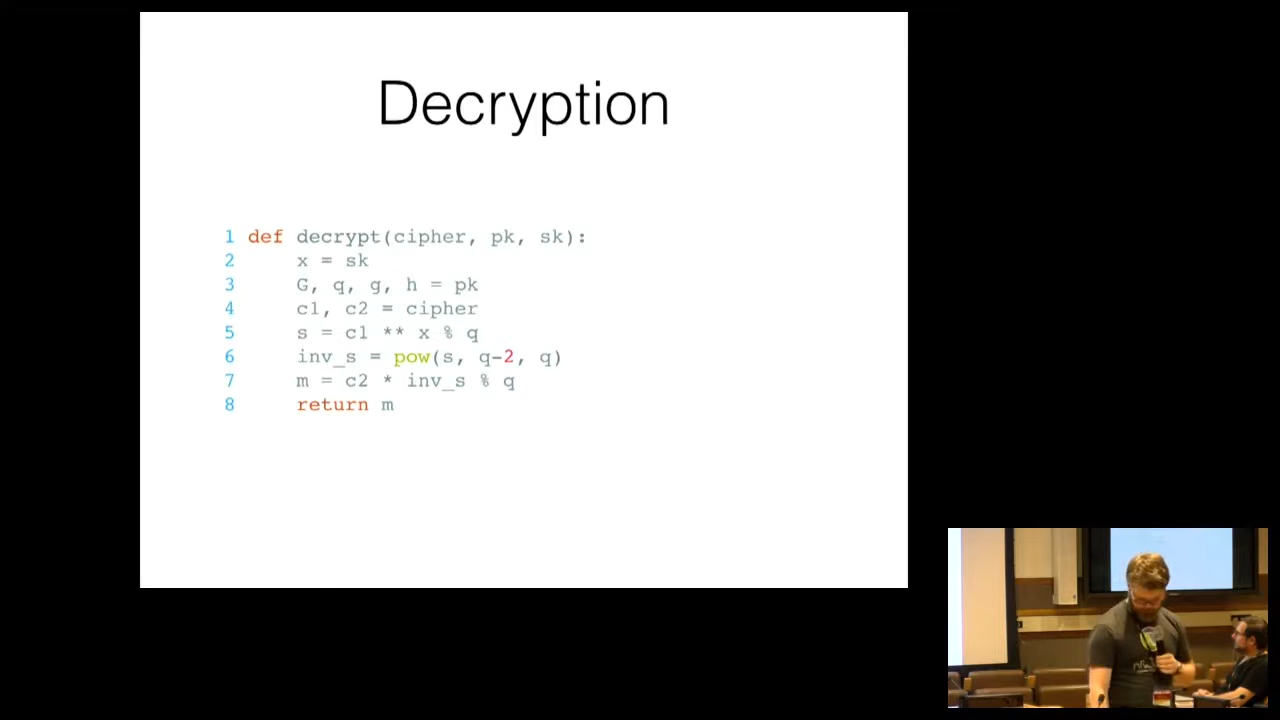 Decryption
1 def decrypt(cipher, pk, sk):
2 x = sk
3 G, q, g, h = pk
4 c1, c2 = cipher
5 s = c1 ** x % q
6 inv_s = pow(s, q-2, q)
7 m = c2 * inv_s % q
8 return m